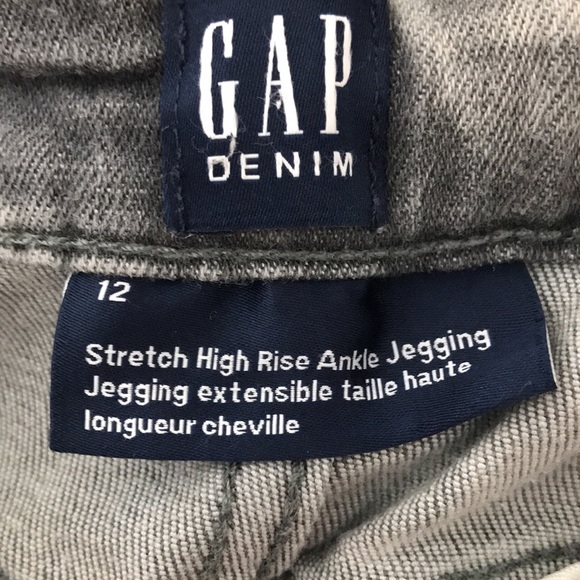 GAP
DENIM
12
Stretch High Rise Ankle Jegging
Jegging extensible taille haute
longueur cheville